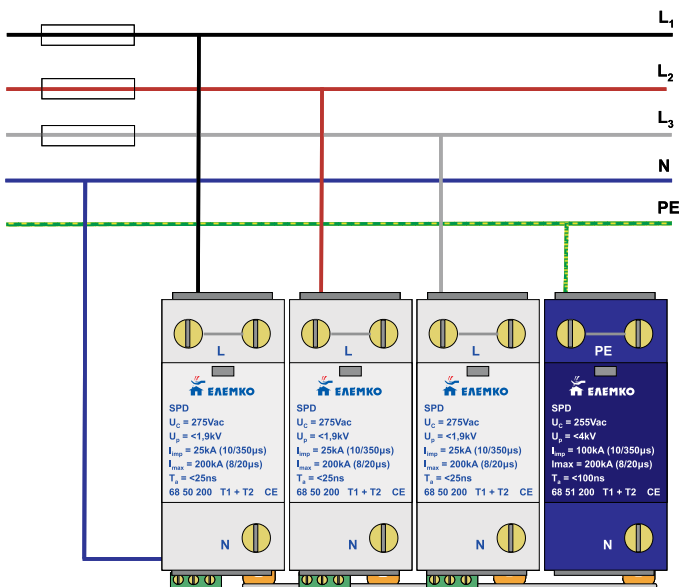 L1
L2
L3
N
PE
L
ΕΛΕΜΚΟ
SPD
UC = 275Vac
Up = <1,9kV
Iimp = 25kA (10/350μs)
Imax = 200kA (8/20μs)
Ta = <25ns
68 50 200 T1 + T2 CE
N
L
ΕΛΕΜΚΟ
SPD
UC = 275Vac
Up = <1,9kV
Iimp = 25kA (10/350μs)
Imax = 200kA (8/20μs)
Ta = <25ns
68 50 200 T1 + T2 CE
N
L
ΕΛΕΜΚΟ
SPD
UC = 275Vac
Up = <1,9kV
Iimp = 25kA (10/350μs)
Imax = 200kA (8/20μs)
Ta = <25ns
68 50 200 T1 + T2 CE
N
PE
ΕΛΕΜΚΟ
SPD
UC = 255Vac
Up = <4kV
Iimp = 100kA (10/350μs)
Imax = 200kA (8/20μs)
Ta = <100ns
68 51 200 T1 + T2 CE
N